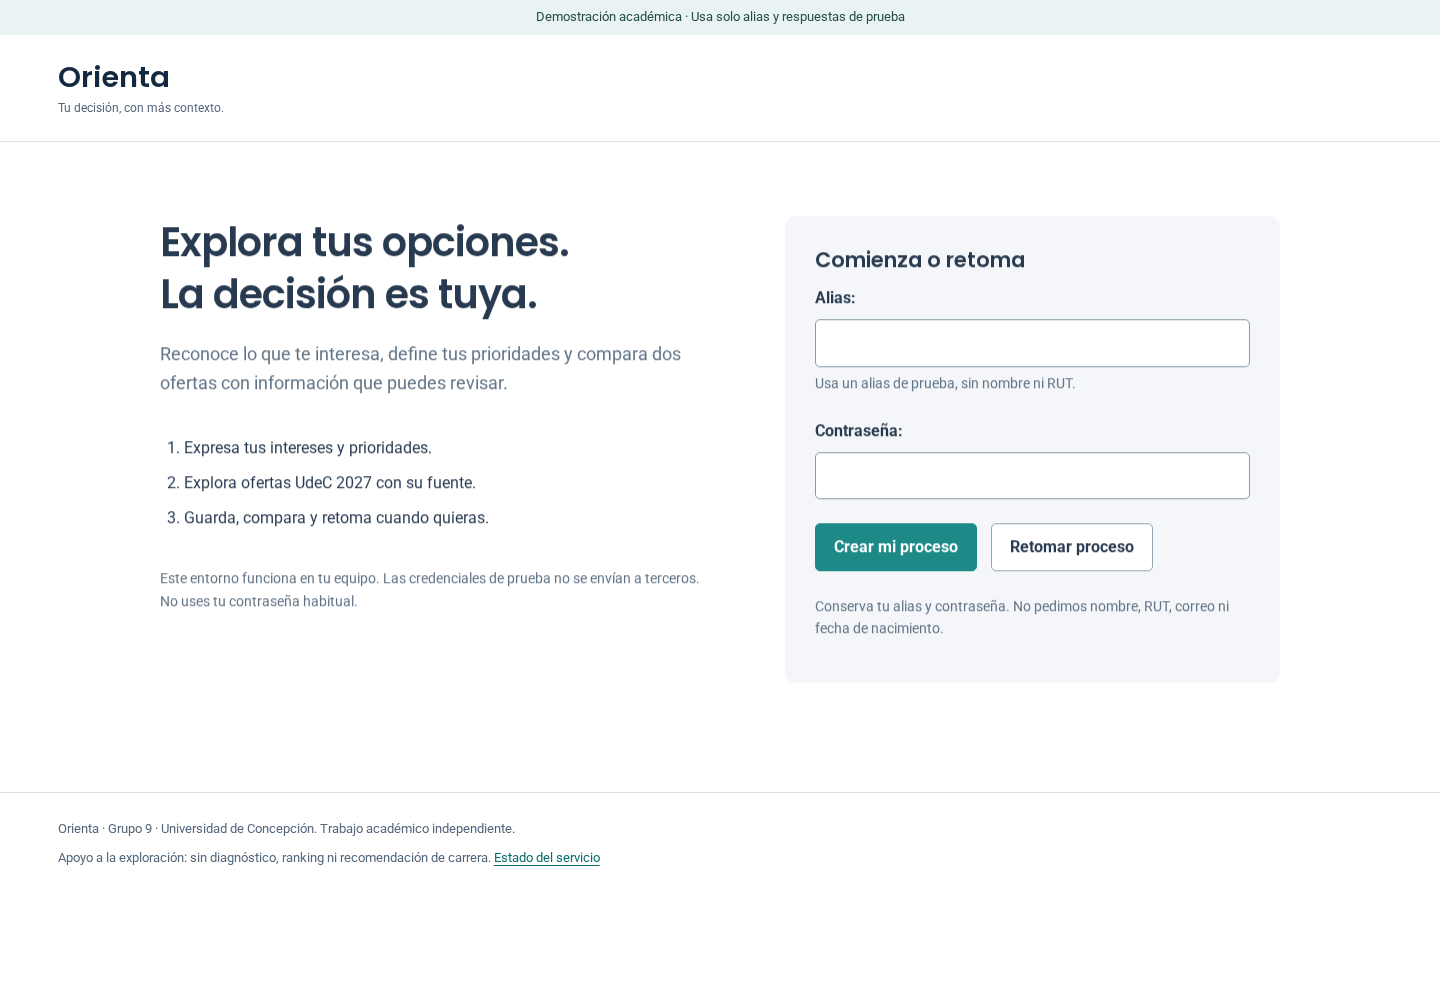 Demostración académica · Usa solo alias y respuestas de prueba
Orienta
Tu decisión, con más contexto.
Explora tus opciones.
La decisión es tuya.
Reconoce lo que te interesa, define tus prioridades y compara dos
ofertas con información que puedes revisar.
1. Expresa tus intereses y prioridades.
2. Explora ofertas UdeC 2027 con su fuente.
3. Guarda, compara y retoma cuando quieras.
Este entorno funciona en tu equipo. Las credenciales de prueba no se envían a terceros.
No uses tu contraseña habitual.
Comienza o retoma
Alias:
Usa un alias de prueba, sin nombre ni RUT.
Contraseña:
Crear mi proceso
Retomar proceso
Conserva tu alias y contraseña. No pedimos nombre, RUT, correo ni
fecha de nacimiento.
Orienta · Grupo 9 · Universidad de Concepción. Trabajo académico independiente.
Apoyo a la exploración: sin diagnóstico, ranking ni recomendación de carrera. Estado del servicio